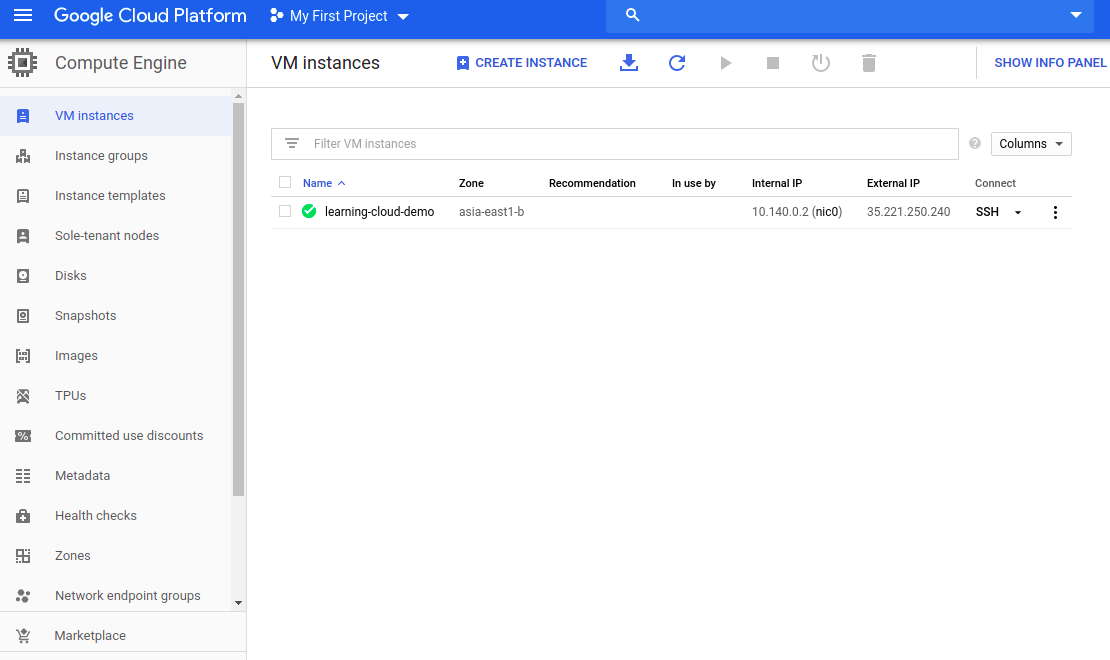 Google Cloud Platform My First Project
Compute Engine
VM instances CREATE INSTANCE SHOW INFO PANEL
VM instances
Instance groups
Instance templates
Sole-tenant nodes
Disks
Snapshots
Images
TPUs
Committed use discounts
Metadata
Health checks
Zones
Network endpoint groups
Marketplace
Filter VM instances ? Columns
Name Zone Recommendation In use by Internal IP External IP Connect
learning-cloud-demo asia-east1-b 10.140.0.2 (nic0) 35.221.250.240 SSH